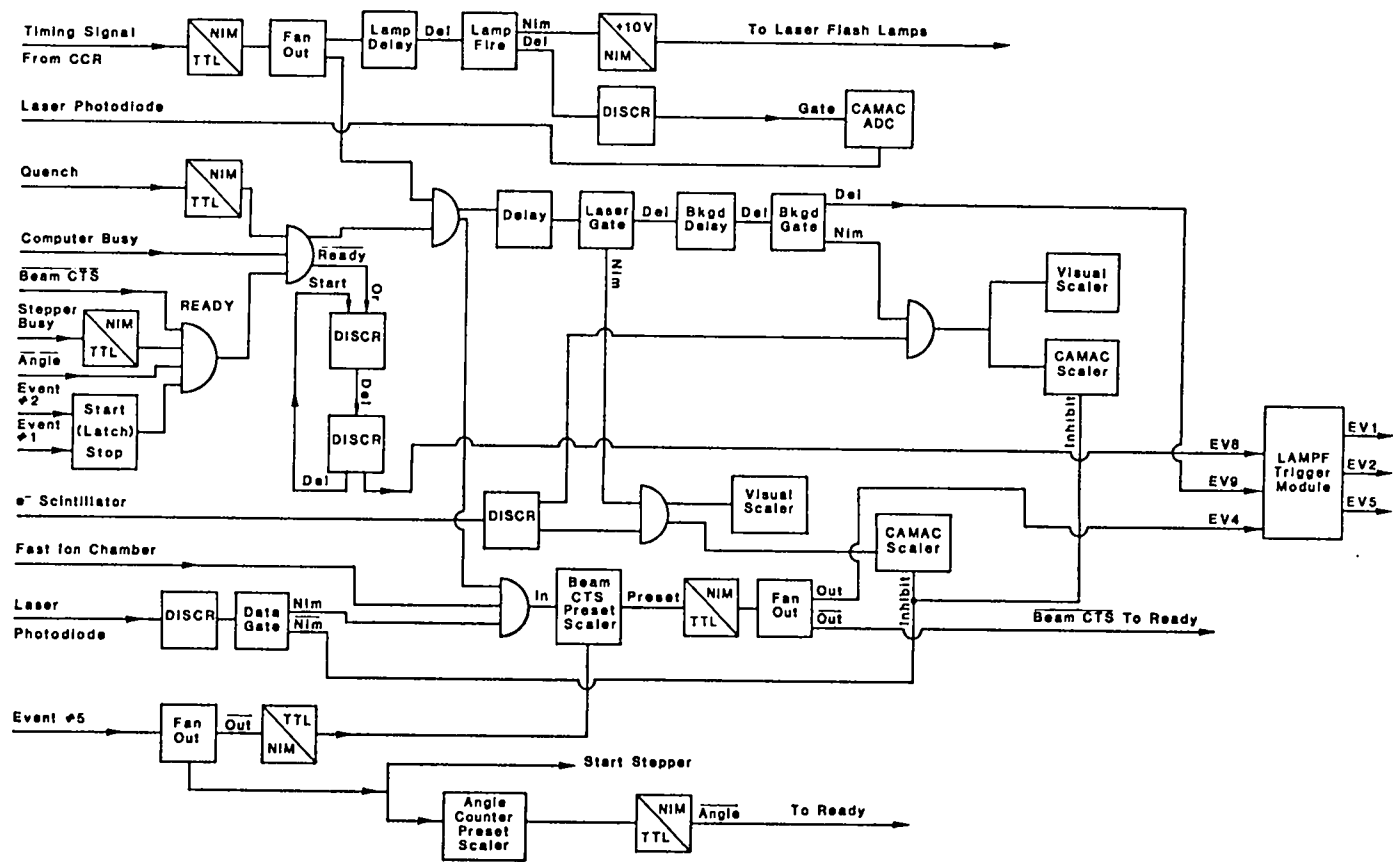 Timing Signal
From CCR
NIM
TTL
Fan
Out
Lamp
Delay
Del
Lamp
Fire
Nim
Del
+10V
NIM
To Laser Flash Lamps
Laser Photodiode
DISCR
Gate
CAMAC
ADC
Quench
NIM
TTL
Computer Busy
Beam CTS
READY
Stepper
Busy
NIM
TTL
Angle
Event
#2
Event
#1
Start
(Latch)
Stop
Ready
Start
Or
DISCR
Del
DISCR
Del
Delay
Laser
Gate
Del
Bkgd
Delay
Del
Bkgd
Gate
Del
Nim
Nim
Visual
Scaler
CAMAC
Scaler
Inhibit
EV8
EV9
EV4
LAMPF
Trigger
Module
EV1
EV2
EV5
e⁻ Scintillator
DISCR
Visual
Scaler
CAMAC
Scaler
Inhibit
Fast Ion Chamber
Laser
Photodiode
DISCR
Data
Gate
Nim
Nim
In
Beam
CTS
Preset
Scaler
Preset
NIM
TTL
Fan
Out
Out
Out
Beam CTS To Ready
Event #5
Fan
Out
Out
TTL
NIM
Start Stepper
Angle
Counter
Preset
Scaler
NIM
TTL
Angle
To Ready